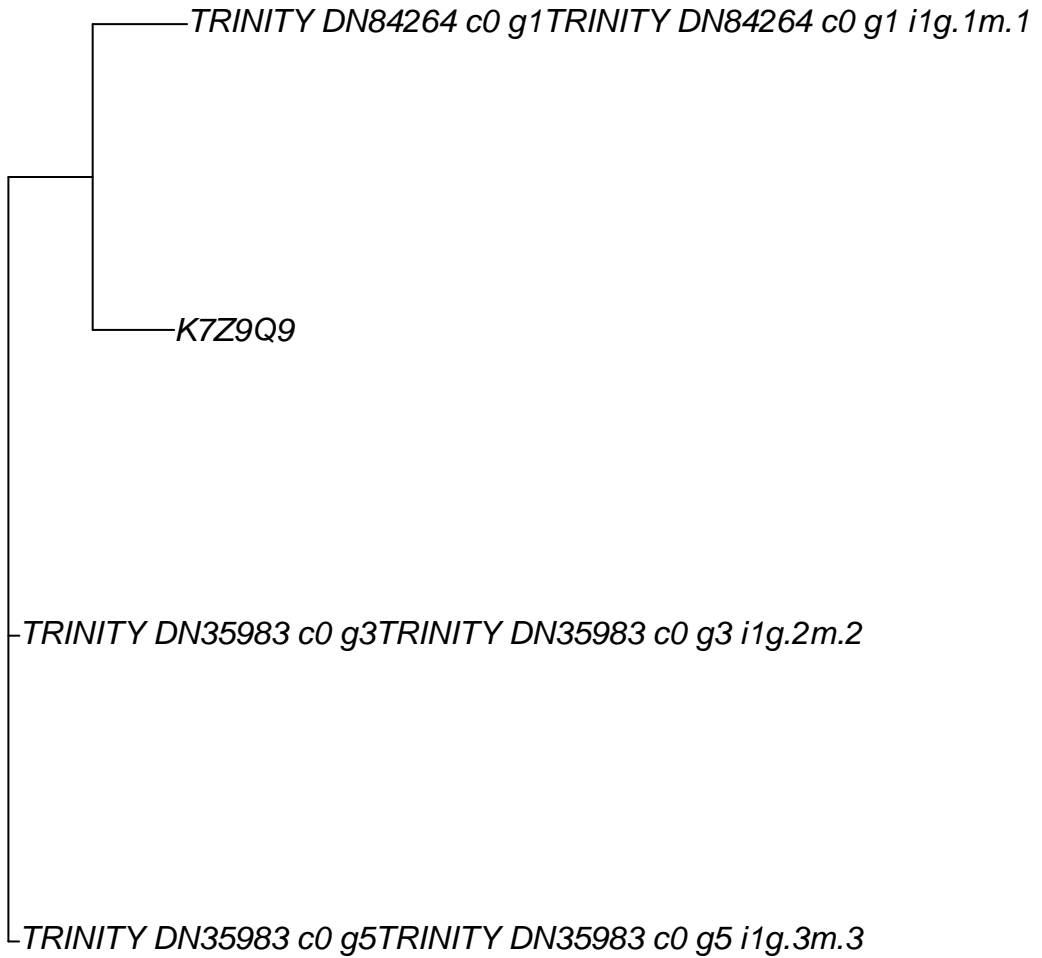 TRINITY DN84264 c0 g1TRINITY DN84264 c0 g1 i1g.1m.1
K7Z9Q9
TRINITY DN35983 c0 g3TRINITY DN35983 c0 g3 i1g.2m.2
TRINITY DN35983 c0 g5TRINITY DN35983 c0 g5 i1g.3m.3